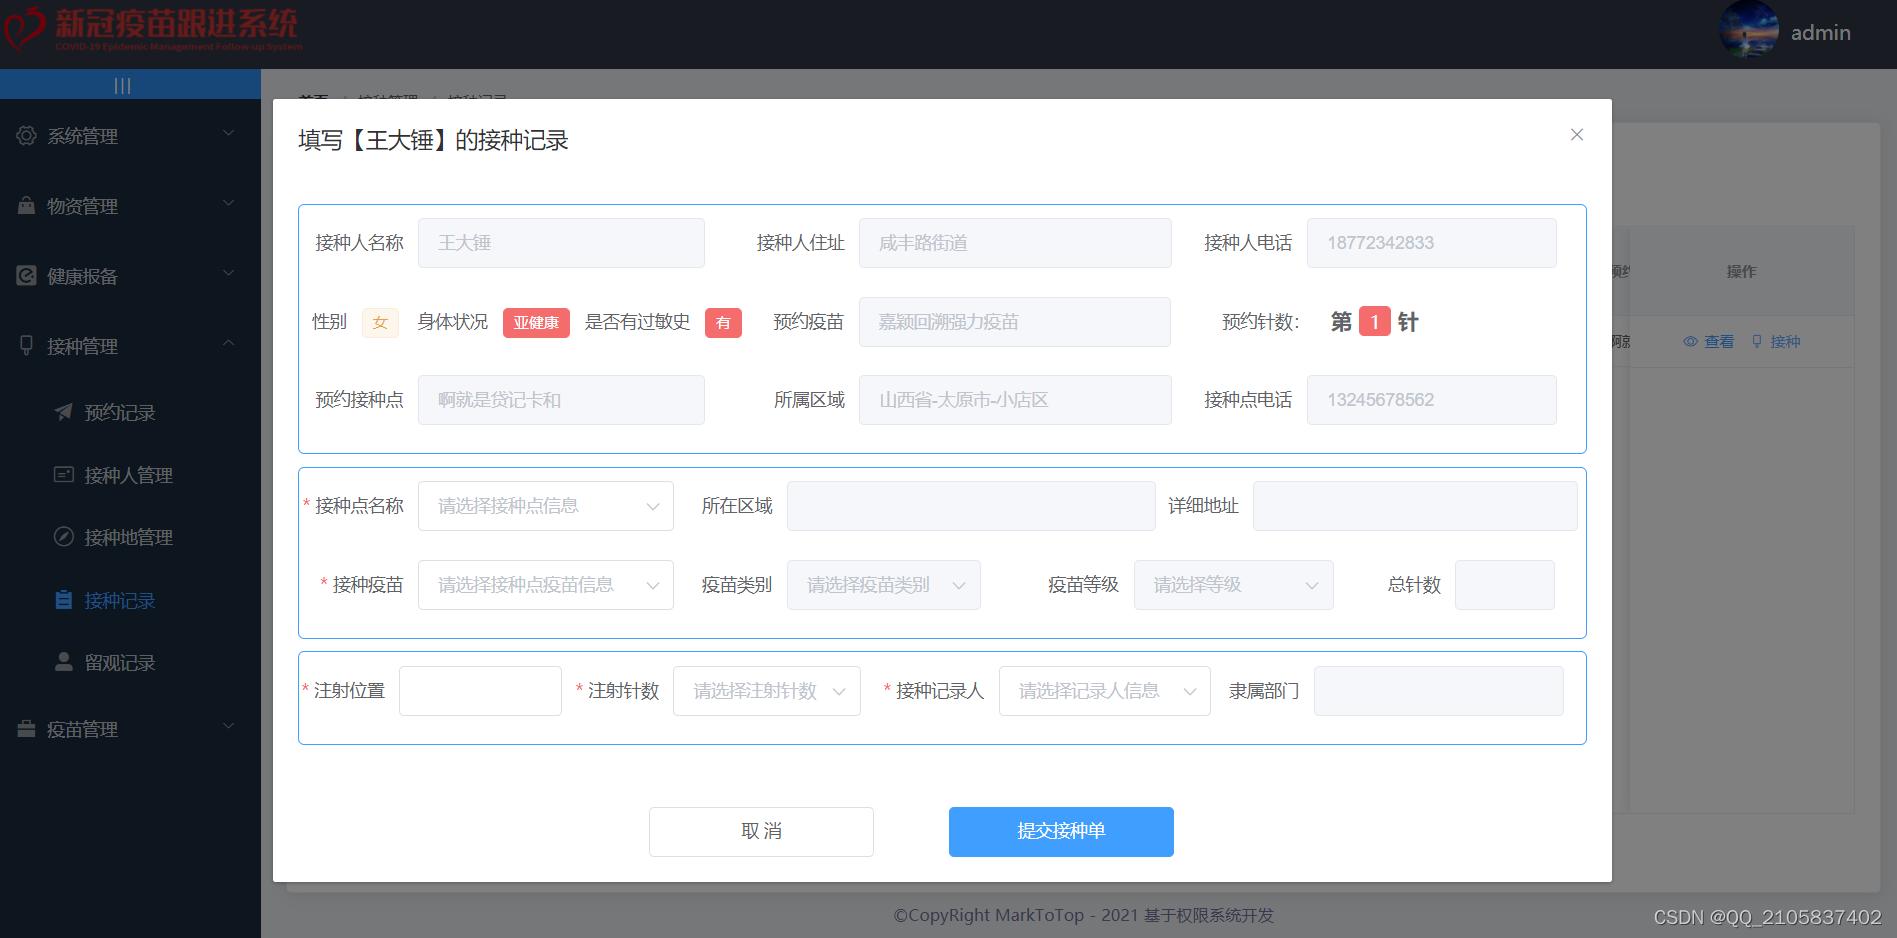 新冠疫苗跟进系统
COVID-19 Epidemic Management Follow-up System
admin
首页 / 接种管理 / 接种记录
系统管理
物资管理
健康报备
接种管理
预约记录
接种人管理
接种地管理
接种记录
留观记录
疫苗管理
填写【王大锤】的接种记录
接种人名称 王大锤 接种人住址 咸丰路街道 接种人电话 18772342833
性别 女 身体状况 亚健康 是否有过敏史 有 预约疫苗 嘉颖回溯强力疫苗 预约针数: 第 1 针
预约接种点 啊就是贷记卡和 所属区域 山西省-太原市-小店区 接种点电话 13245678562
* 接种点名称 请选择接种点信息 所在区域 详细地址
* 接种疫苗 请选择接种点疫苗信息 疫苗类别 请选择疫苗类别 疫苗等级 请选择等级 总针数
* 注射位置 * 注射针数 请选择注射针数 * 接种记录人 请选择记录人信息 隶属部门
取 消 提交接种单
操作
查看 接种
©CopyRight MarkToTop - 2021 基于权限系统开发
CSDN @QQ_2105837402